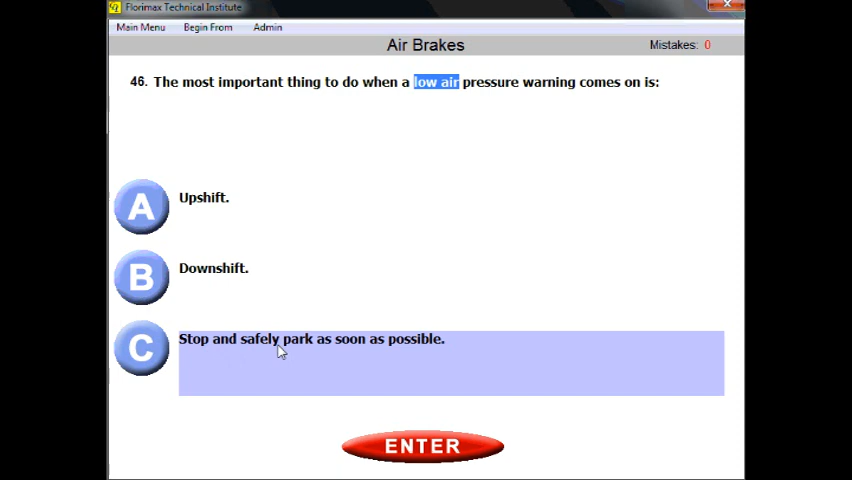 Florimax Technical Institute
Main Menu Begin From Admin
Air Brakes Mistakes: 0
46. The most important thing to do when a low air pressure warning comes on is:
A Upshift.
B Downshift.
C Stop and safely park as soon as possible.
ENTER